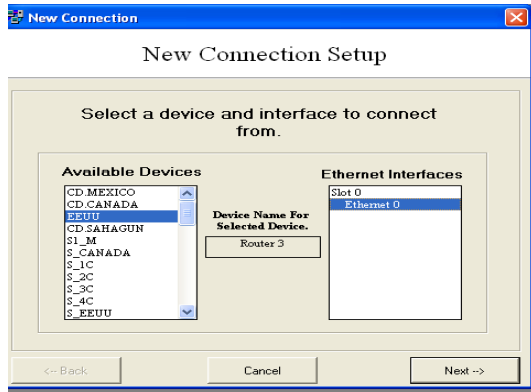 New Connection
New Connection Setup
Select a device and interface to connect
from.
Available Devices
CD.MEXICO
CD.CANADA
EEUU
CD.SAHAGUN
S1_M
S_CANADA
S_1C
S_2C
S_3C
S_4C
S_EEUU
Device Name For
Selected Device.
Router 3
Ethernet Interfaces
Slot 0
Ethernet 0
<-- Back
Cancel
Next -->